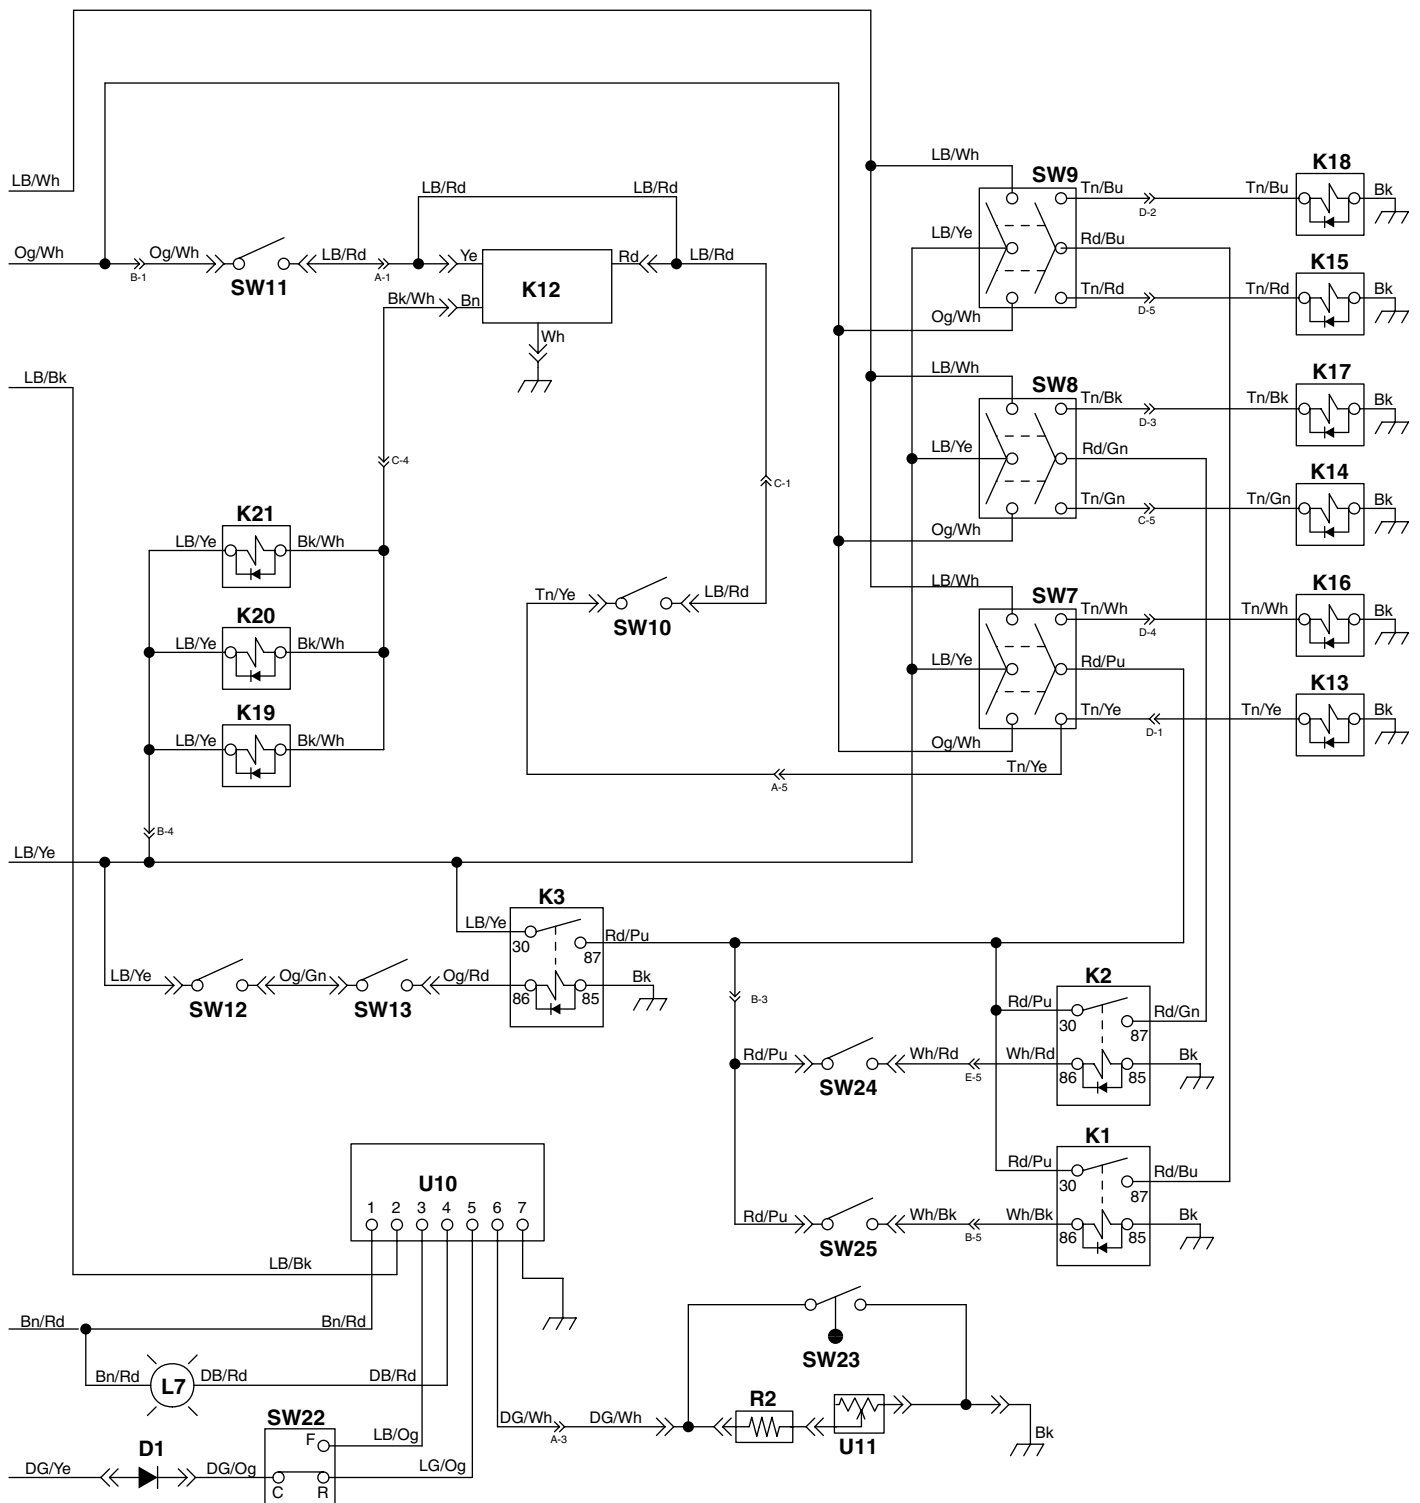 LB/Wh
K18
SW9
LB/Wh
Tn/Bu
D-2
Tn/Bu
Bk
LB/Rd
LB/Rd
Og/Wh
B-1
Og/Wh
SW11
LB/Rd
A-1
Ye
K12
Rd
LB/Rd
LB/Ye
Rd/Bu
K15
Bk/Wh
Bn
Wh
Tn/Rd
D-5
Tn/Rd
Bk
Og/Wh
LB/Bk
LB/Wh
SW8
K17
Tn/Bk
D-3
Tn/Bk
Bk
C-4
LB/Ye
Rd/Gn
K14
C-1
Tn/Gn
C-5
Tn/Gn
Bk
Og/Wh
K21
LB/Ye
Bk/Wh
LB/Wh
SW7
K16
Tn/Ye
SW10
LB/Rd
Tn/Wh
D-4
Tn/Wh
Bk
K20
LB/Ye
Bk/Wh
LB/Ye
Rd/Pu
K13
K19
LB/Ye
Bk/Wh
Tn/Ye
D-1
Tn/Ye
Bk
Og/Wh
Tn/Ye
A-5
B-4
LB/Ye
K3
LB/Ye
30
87
Rd/Pu
LB/Ye
SW12
Og/Gn
SW13
Og/Rd
86
85
Bk
B-3
K2
Rd/Pu
30
87
Rd/Gn
Rd/Pu
SW24
Wh/Rd
E-5
Wh/Rd
86
85
Bk
K1
Rd/Pu
30
87
Rd/Bu
U10
1 2 3 4 5 6 7
Rd/Pu
SW25
Wh/Bk
B-5
Wh/Bk
86
85
Bk
LB/Bk
Bn/Rd
Bn/Rd
SW23
Bn/Rd
L7
DB/Rd
DB/Rd
R2
U11
DG/Wh
A-3
DG/Wh
Bk
SW22
F
LB/Og
D1
DG/Ye
DG/Og
C
R
LG/Og